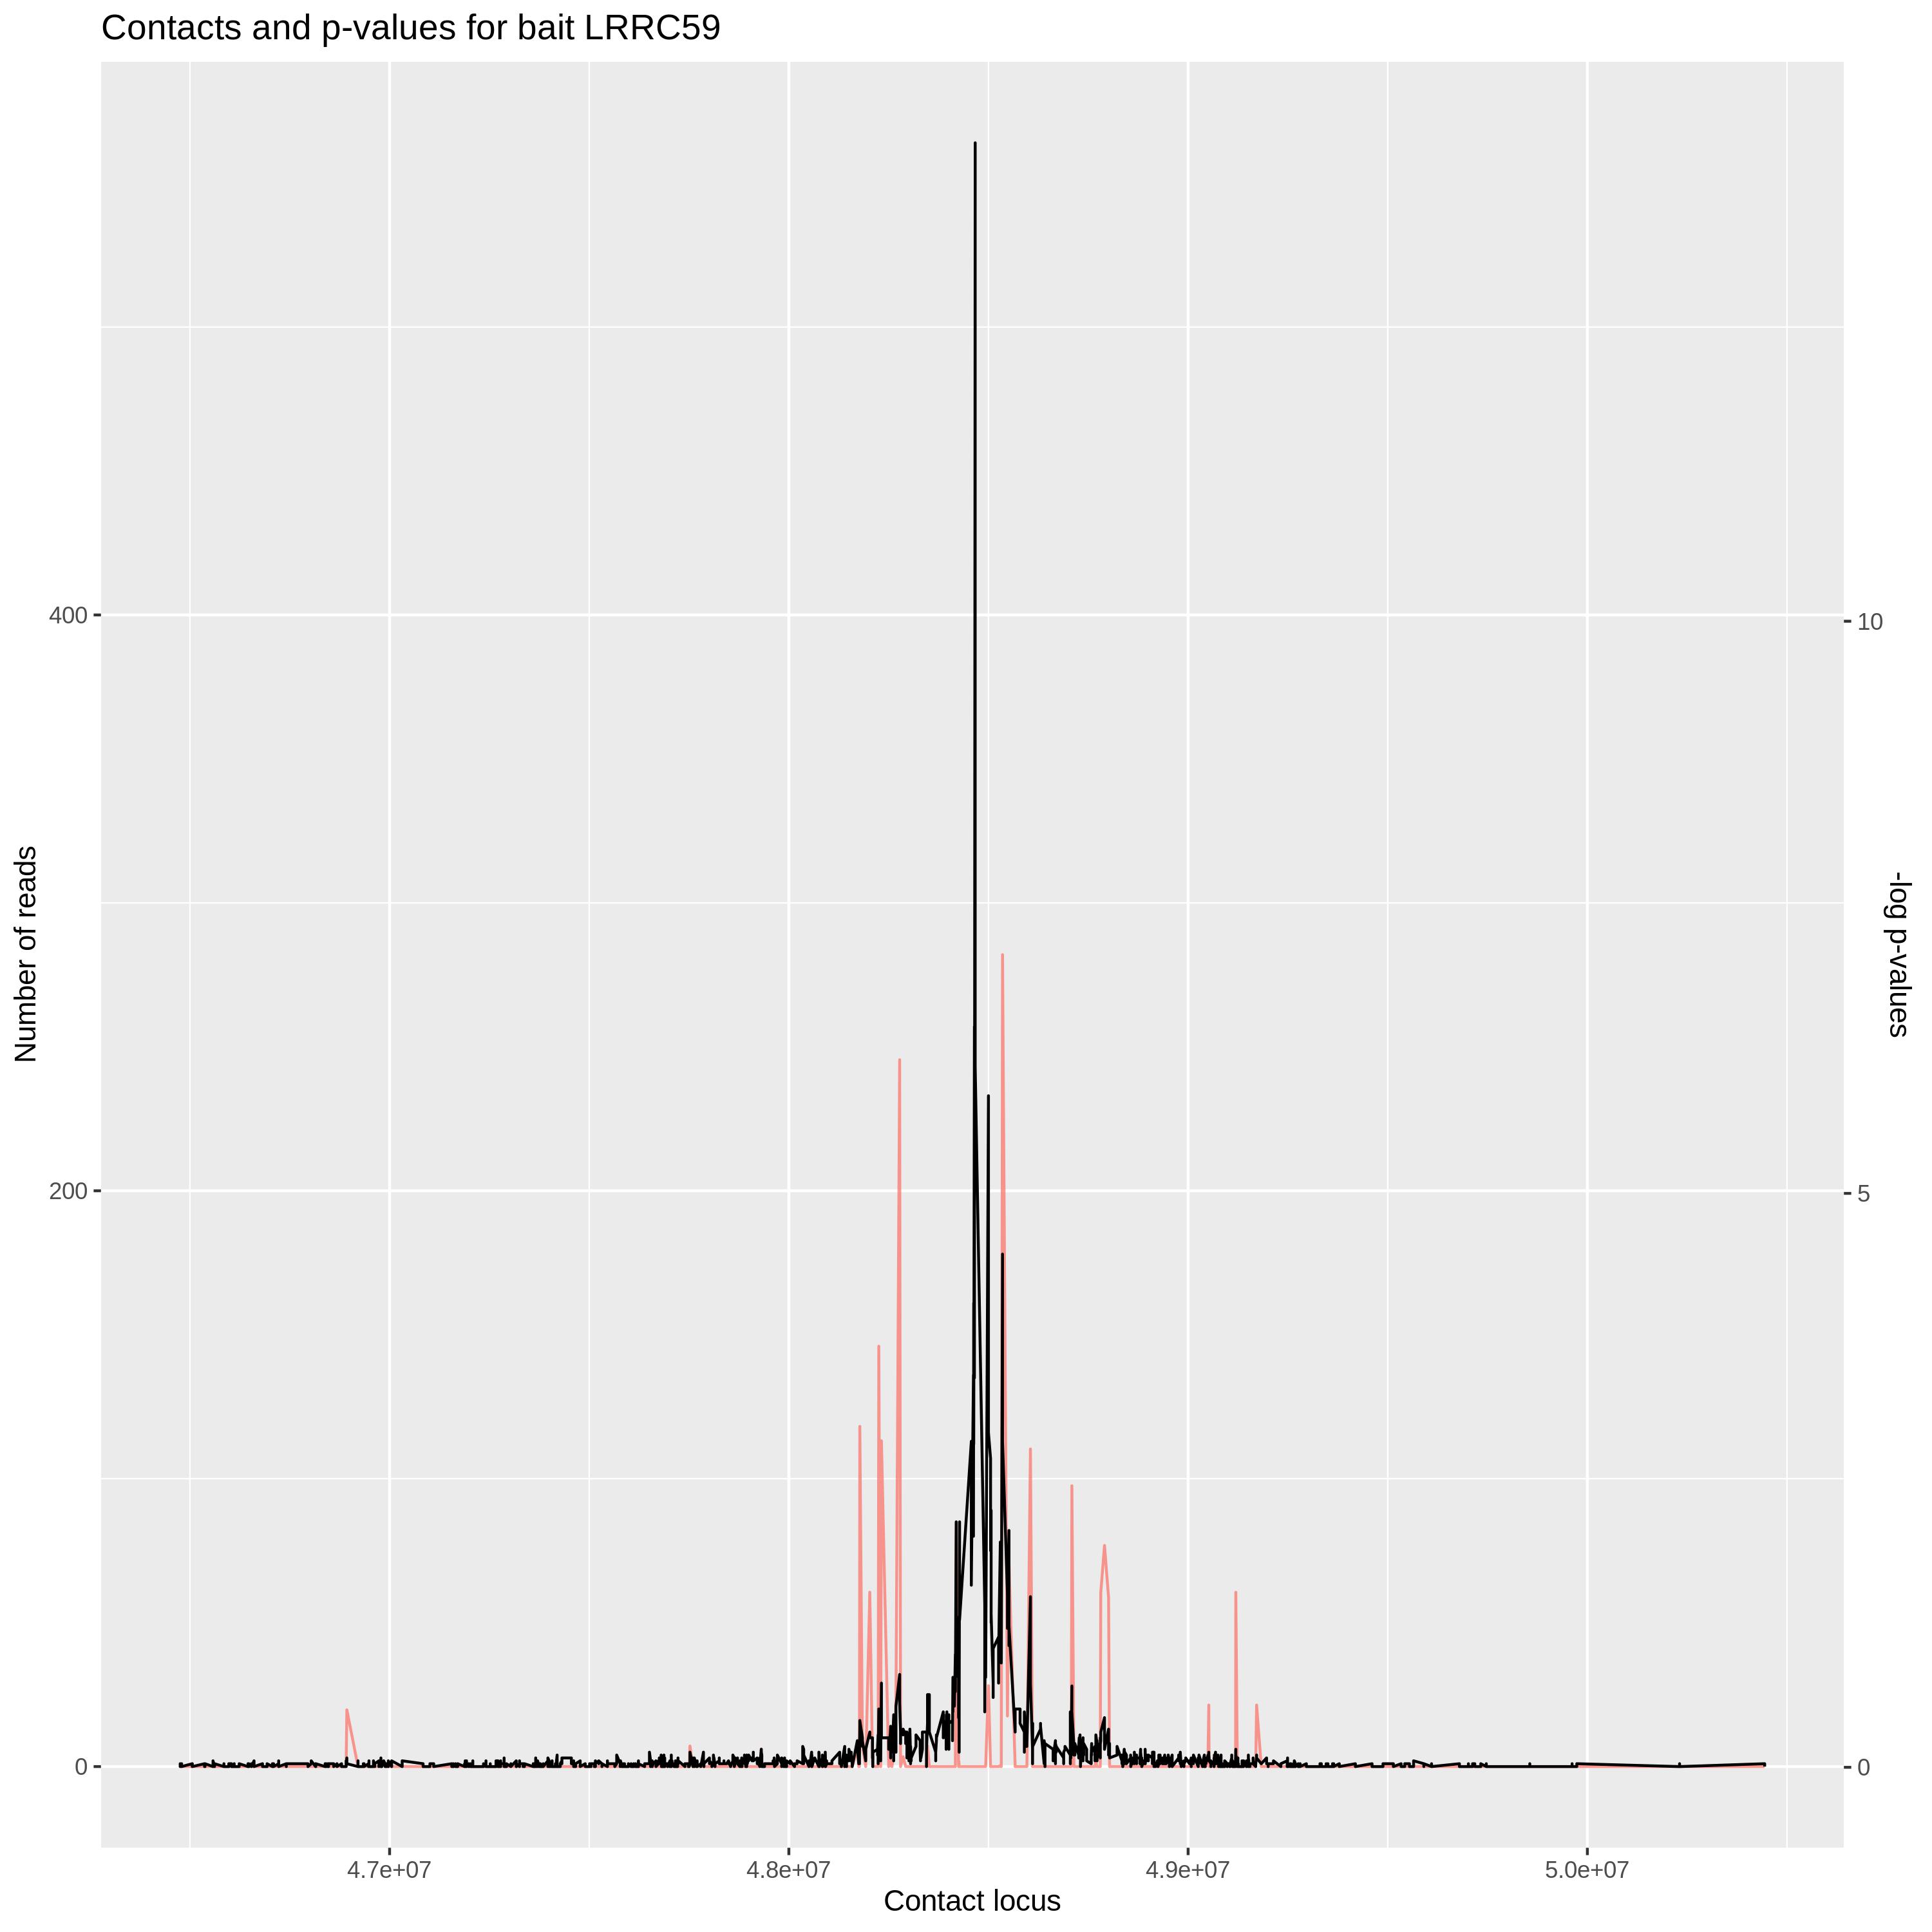 Contacts and p-values for bait LRRC59
Number of reads
400
200
0
10
5
0
-log p-values
4.7e+07 4.8e+07 4.9e+07 5.0e+07
Contact locus